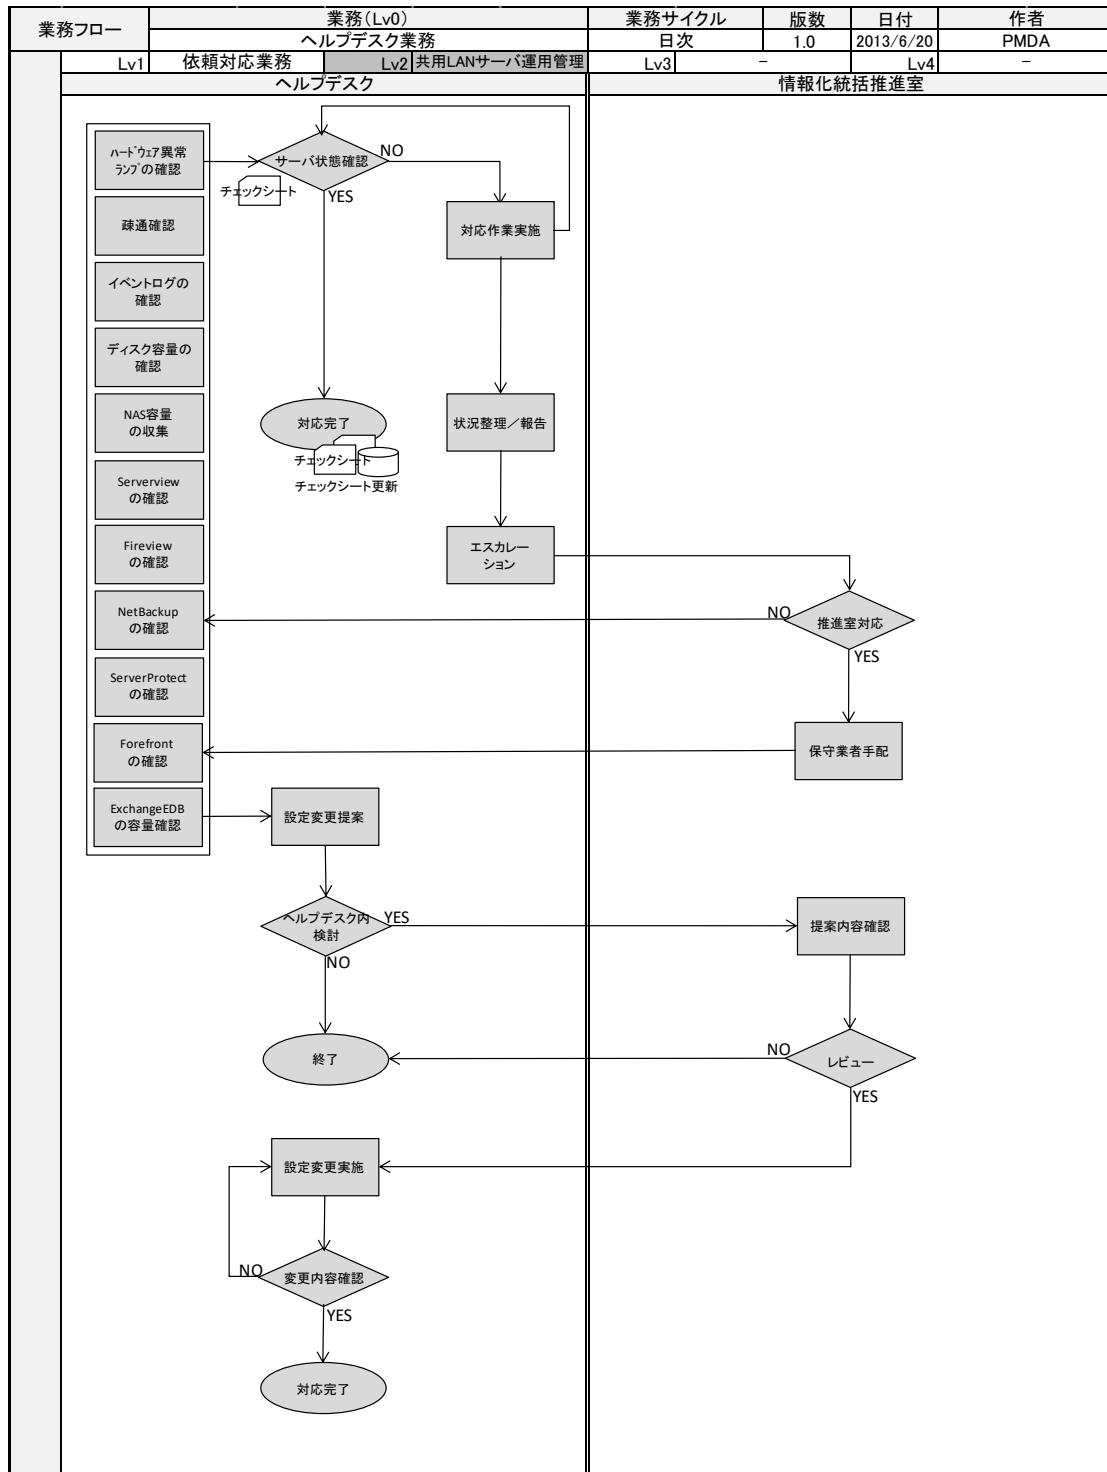 業務フロー
業務(Lv0)
業務サイクル
版数
日付
作者
ヘルプデスク業務
日次
1.0
2013/6/20
PMDA
Lv1
依頼対応業務
Lv2
共用LANサーバ運用管理
Lv3
－
Lv4
－
ヘルプデスク
情報化統括推進室
ハードウェア異常
ランプの確認
サーバ状態確認
NO
チェックシート
YES
疎通確認
対応作業実施
イベントログの
確認
ディスク容量の
確認
NAS容量
の収集
対応完了
状況整理／報告
チェックシート
チェックシート更新
Serverview
の確認
Fireview
の確認
エスカレー
ション
NetBackup
の確認
NO
推進室対応
YES
ServerProtect
の確認
Forefront
の確認
保守業者手配
ExchangeEDB
の容量確認
設定変更提案
ヘルプデスク内
検討
YES
NO
提案内容確認
終了
NO
レビュー
YES
設定変更実施
NO
変更内容確認
YES
対応完了